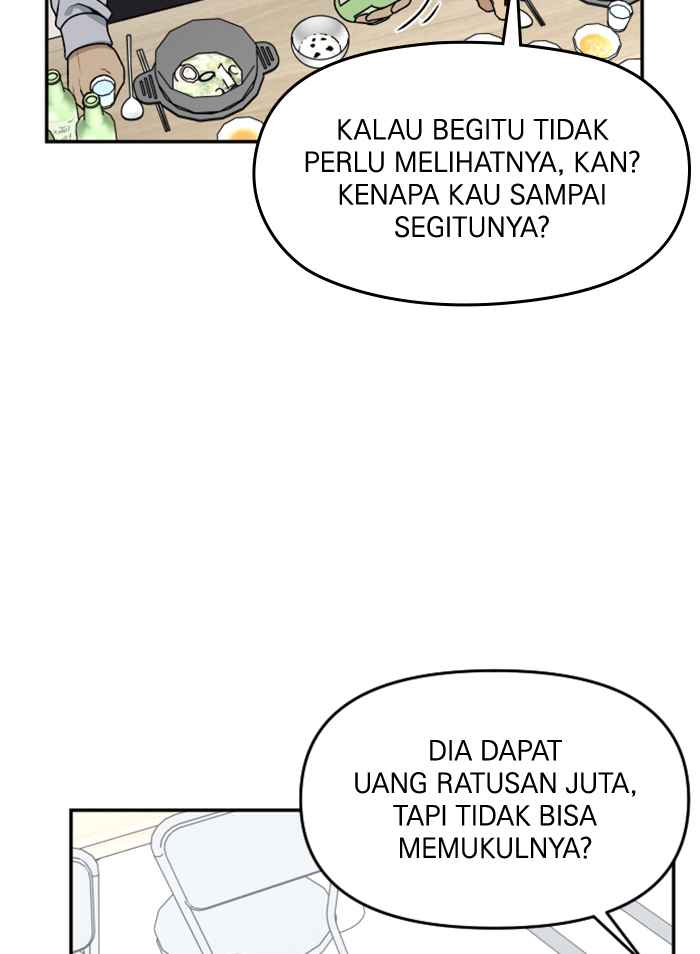 KALAU BEGITU TIDAK
PERLU MELIHATNYA, KAN?
KENAPA KAU SAMPAI
SEGITUNYA?
DIA DAPAT
UANG RATUSAN JUTA,
TAPI TIDAK BISA
MEMUKULNYA?